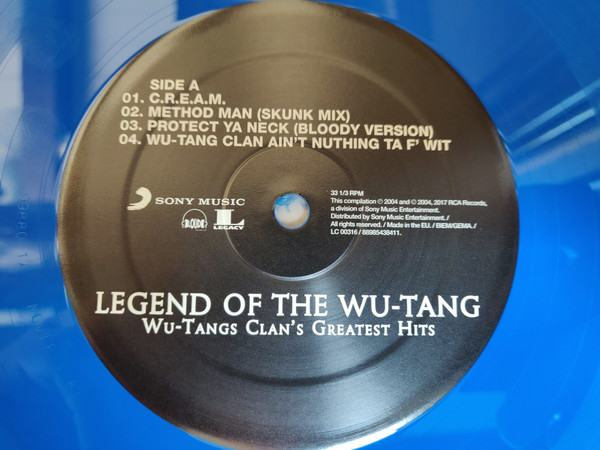 SIDE A
01. C.R.E.A.M.
02. METHOD MAN (SKUNK MIX)
03. PROTECT YA NECK (BLOODY VERSION)
04. WU-TANG CLAN AIN'T NUTHING TA F' WIT
SONY MUSIC
LOUD
L
LEGACY
33 1/3 RPM
This compilation ℗ 2004 and © 2004, 2017 RCA Records,
a division of Sony Music Entertainment.
Distributed by Sony Music Entertainment. /
All rights reserved. / Made in the EU. / BIEM/GEMA. /
LC 00316 / 88985438411.
LEGEND OF THE WU-TANG
WU-TANGS CLAN'S GREATEST HITS